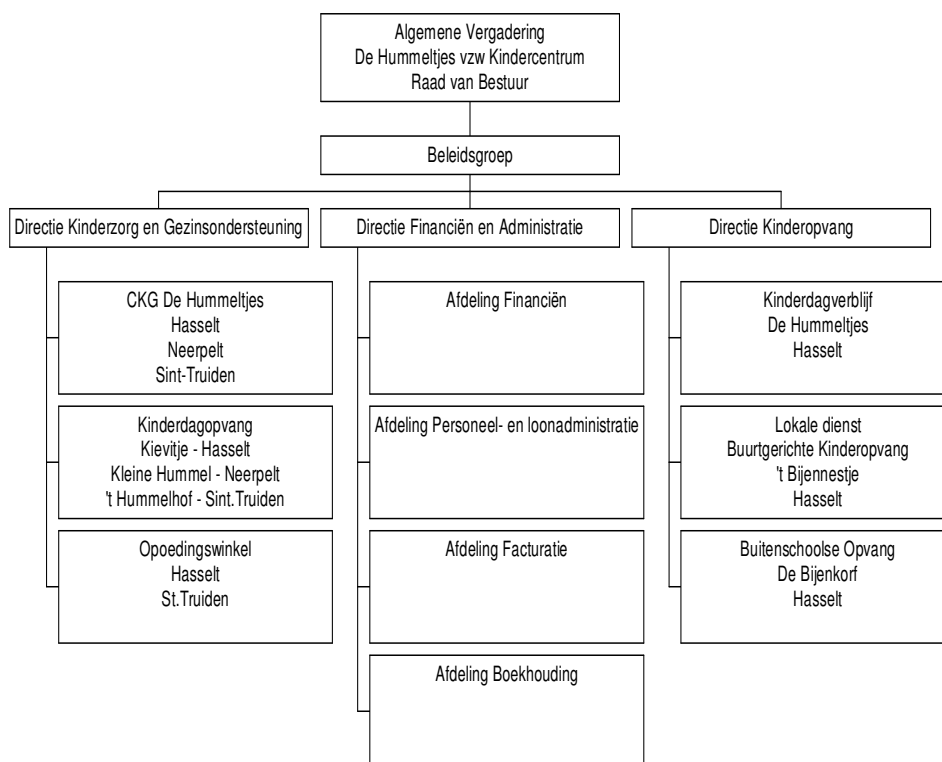 Algemene Vergadering
De Hummeltjes vzw Kindercentrum
Raad van Bestuur
Beleidsgroep
Directie Kinderzorg en Gezinsondersteuning
Directie Financiën en Administratie
Directie Kinderopvang
CKG De Hummeltjes
Hasselt
Neerpelt
Sint-Truiden
Kinderdagopvang
Kievitje - Hasselt
Kleine Hummel - Neerpelt
't Hummelhof - Sint.Truiden
Opoedingswinkel
Hasselt
St.Truiden
Afdeling Financiën
Afdeling Personeel- en loonadministratie
Afdeling Facturatie
Afdeling Boekhouding
Kinderdagverblijf
De Hummeltjes
Hasselt
Lokale dienst
Buurtgerichte Kinderopvang
't Bijennestje
Hasselt
Buitenschoolse Opvang
De Bijenkorf
Hasselt